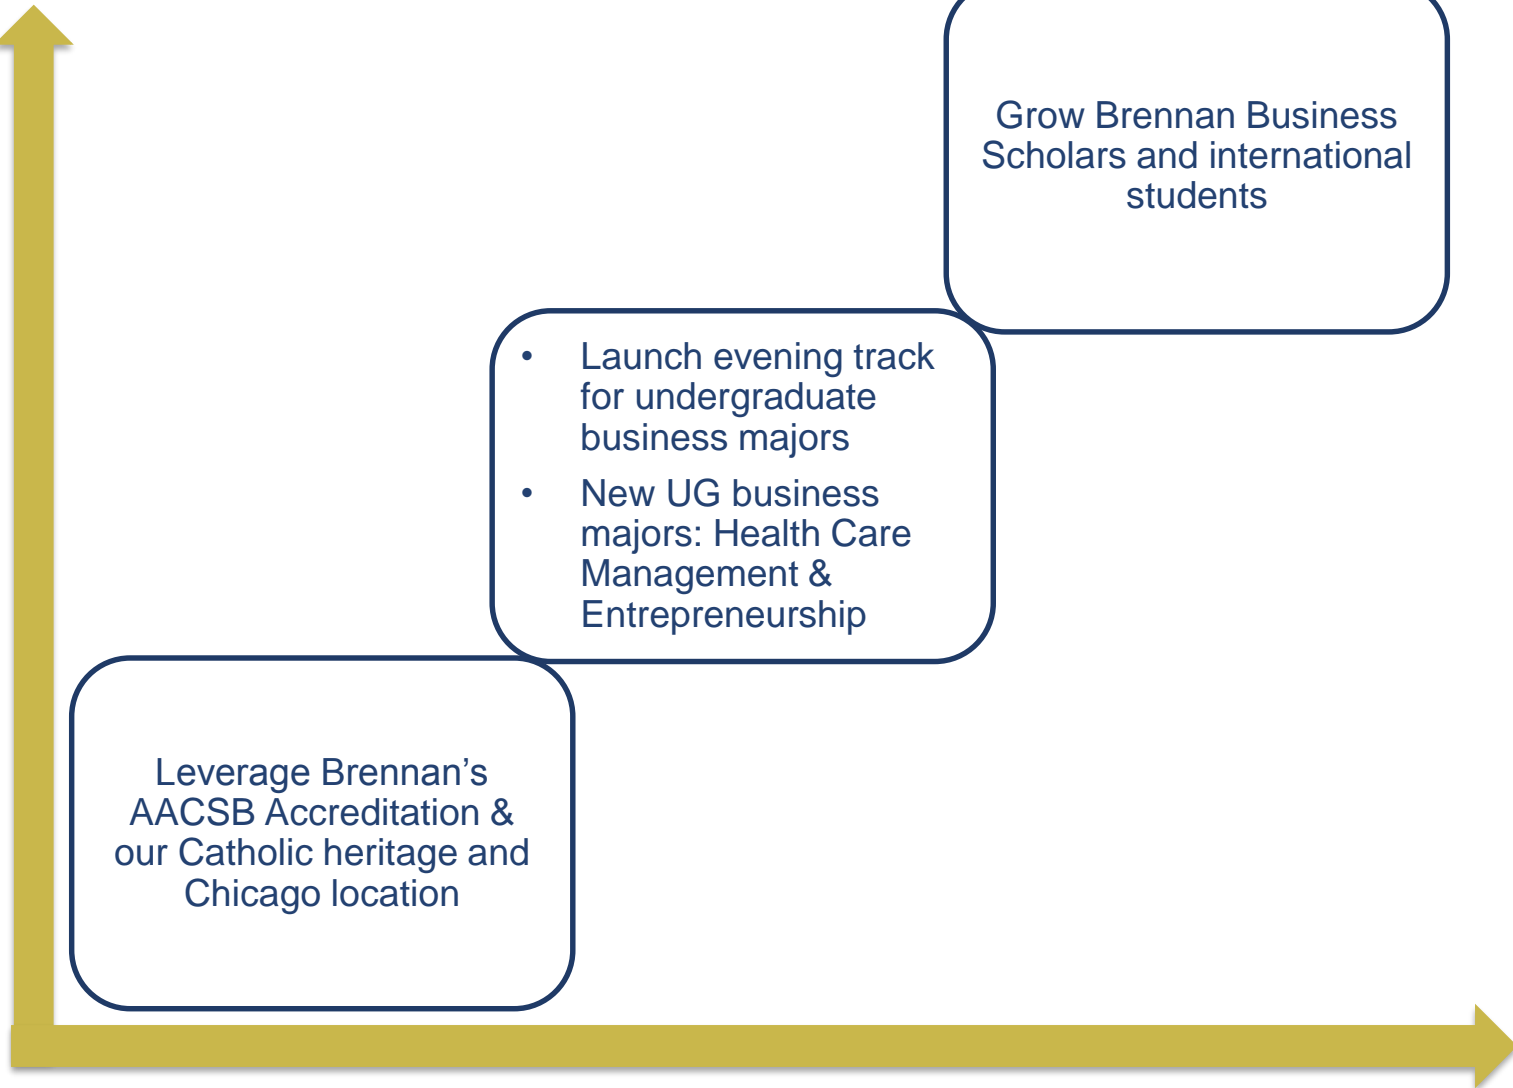 Grow Brennan Business
Scholars and international
students
• Launch evening track
for undergraduate
business majors
• New UG business
majors: Health Care
Management &
Entrepreneurship
Leverage Brennan’s
AACSB Accreditation &
our Catholic heritage and
Chicago location